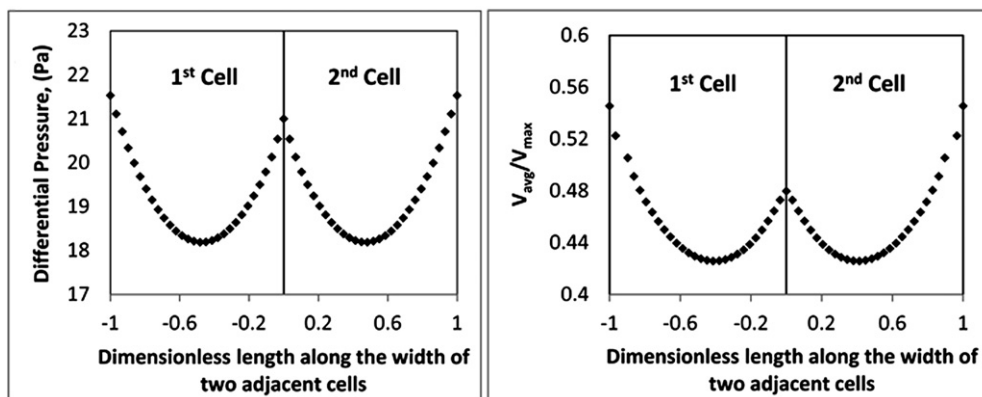 23
22
21
20
19
18
17
Differential Pressure, (Pa)
1st Cell
2nd Cell
-1
-0.6
-0.2
0.2
0.6
1
Dimensionless length along the width of
two adjacent cells
0.6
0.56
0.52
0.48
0.44
0.4
Vavg/Vmax
1st Cell
2nd Cell
-1
-0.6
-0.2
0.2
0.6
1
Dimensionless length along the width of
two adjacent cells